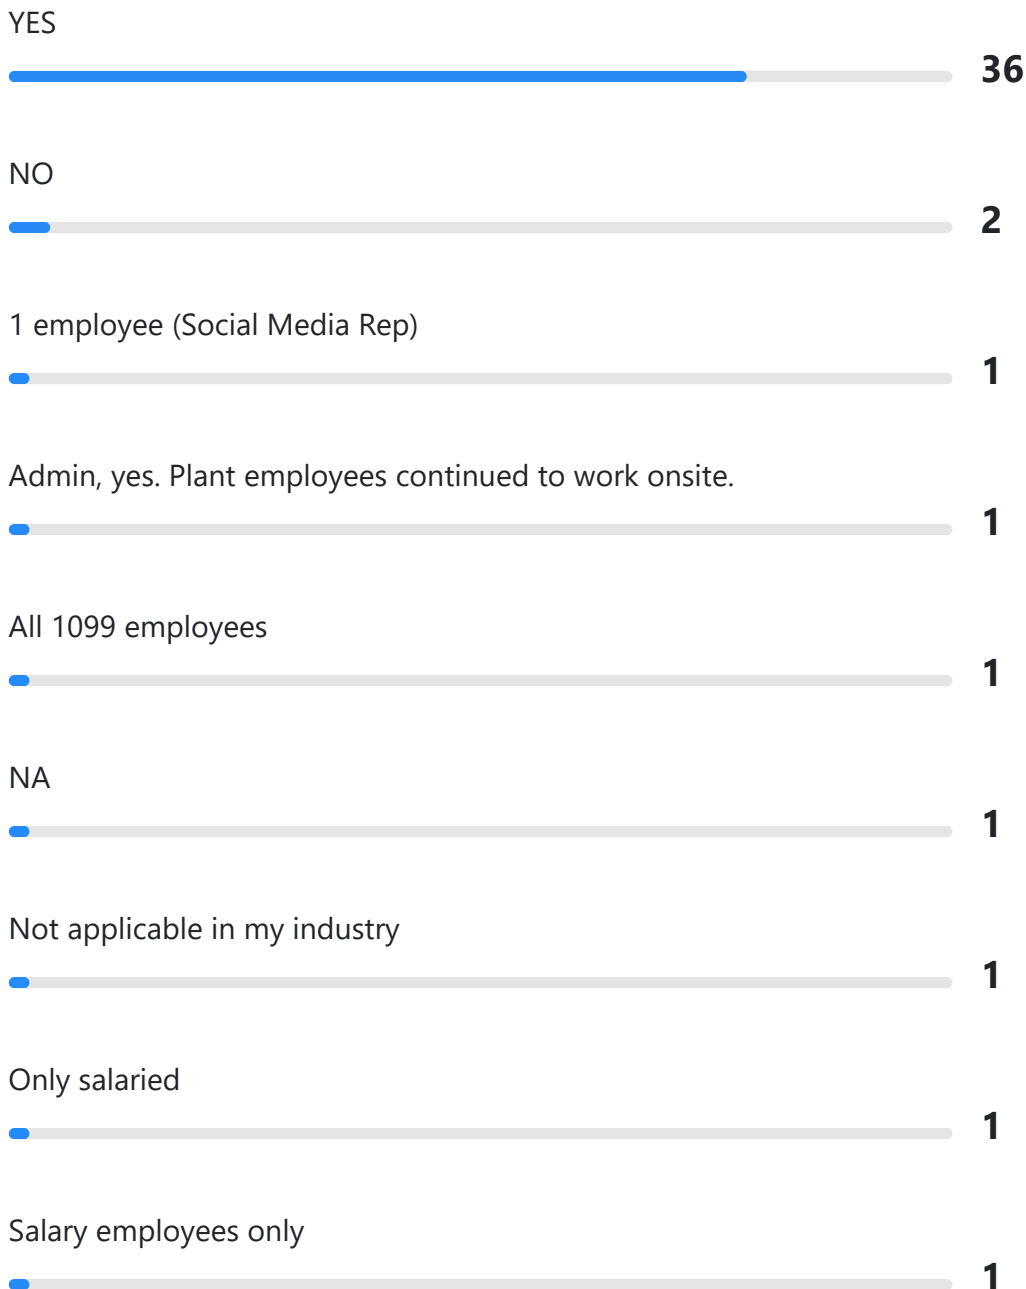 YES
36
NO
2
1 employee (Social Media Rep)
1
Admin, yes. Plant employees continued to work onsite.
1
All 1099 employees
1
NA
1
Not applicable in my industry
1
Only salaried
1
Salary employees only
1